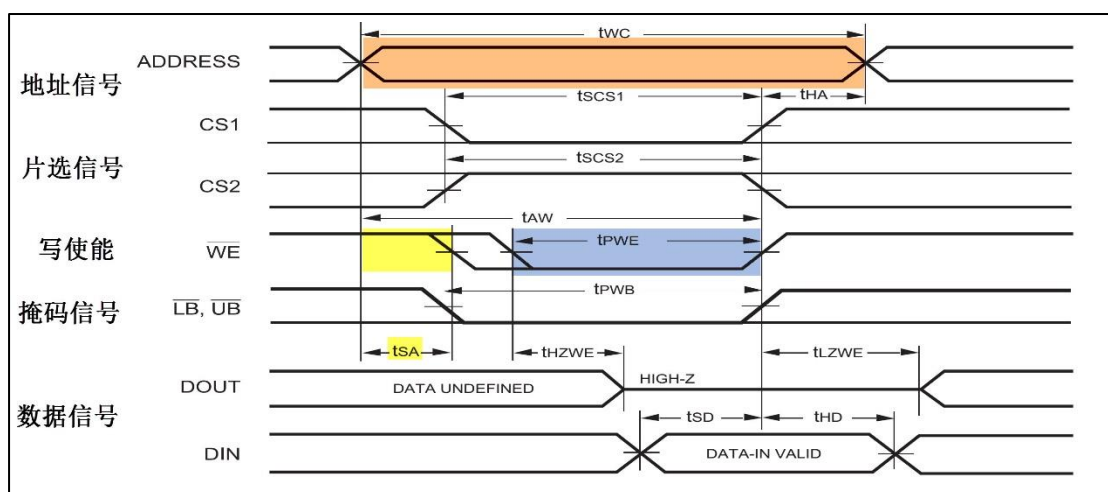 tWC
地址信号
ADDRESS
tSCS1
tHA
片选信号
CS1
tSCS2
CS2
tAW
写使能
WE
tPWE
掩码信号
LB, UB
tPWB
tSA
tHZWE
tLZWE
数据信号
DOUT
DATA UNDEFINED
HIGH-Z
tSD
tHD
DIN
DATA-IN VALID